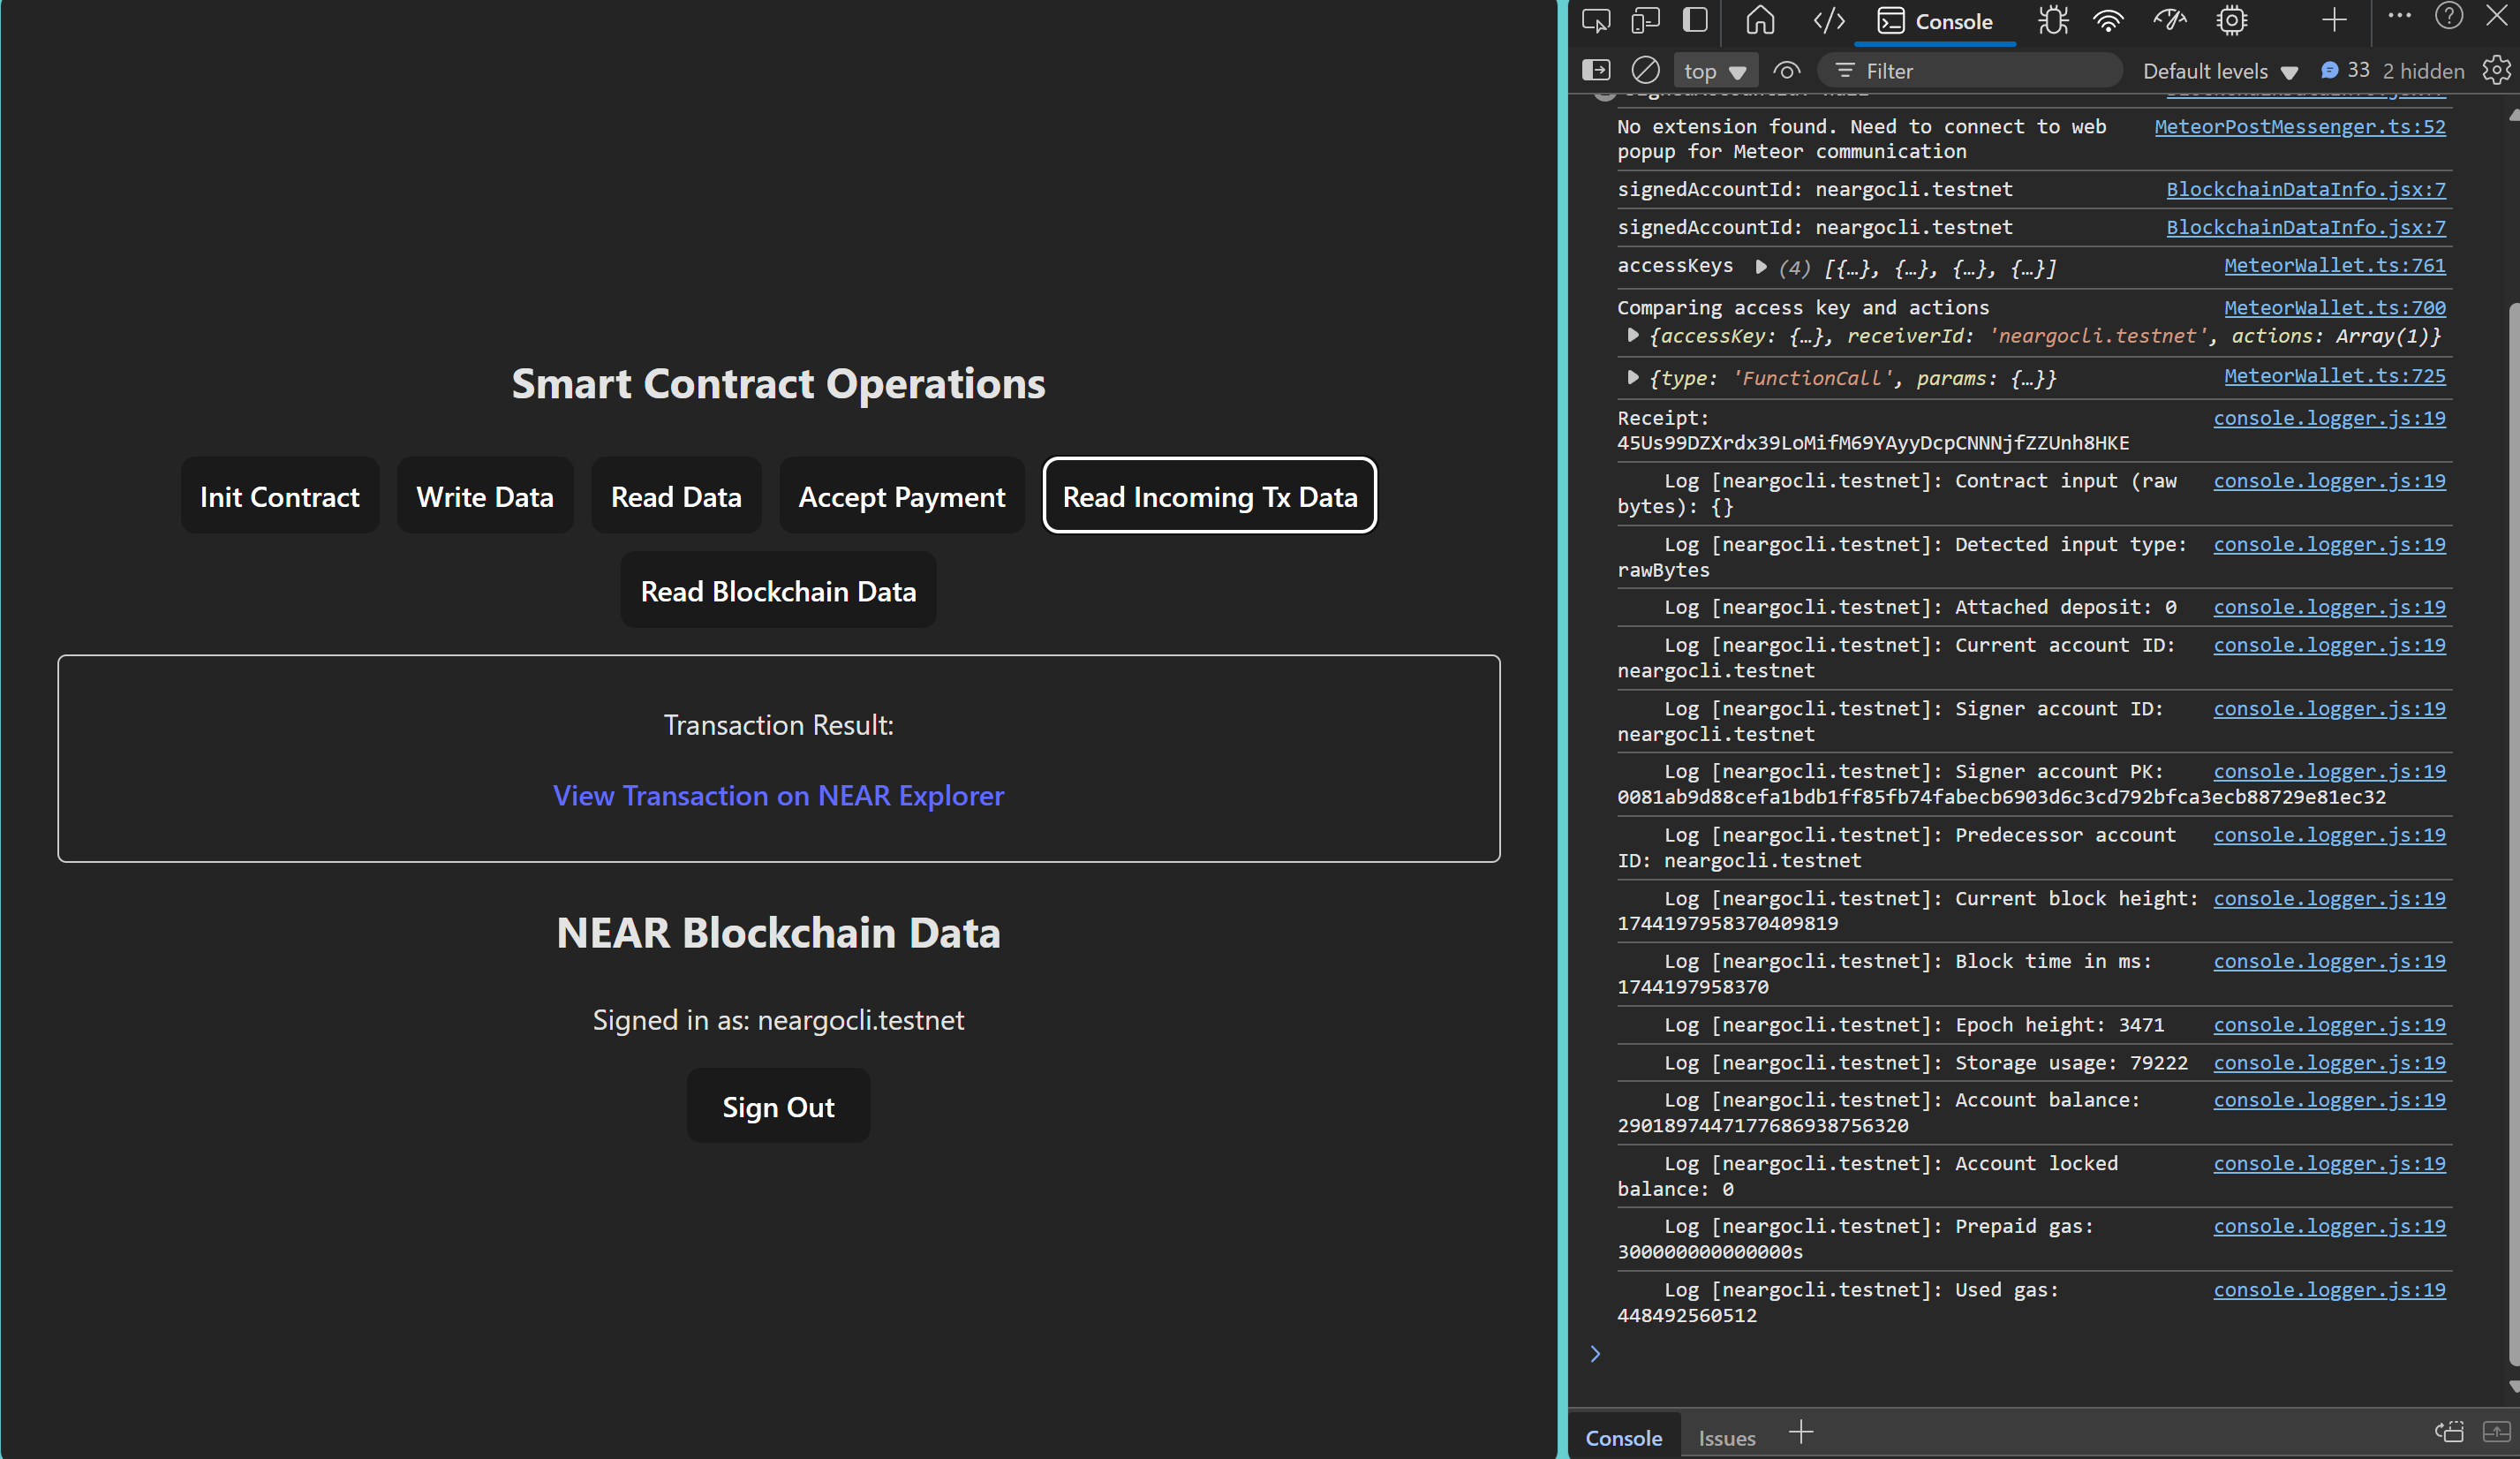 Smart Contract Operations
Init Contract
Write Data
Read Data
Accept Payment
Read Incoming Tx Data
Read Blockchain Data
Transaction Result:
View Transaction on NEAR Explorer
NEAR Blockchain Data
Signed in as: neargocli.testnet
Sign Out
Console
top
Filter
Default levels
33
2 hidden
No extension found. Need to connect to web MeteorPostMessenger.ts:52
popup for Meteor communication
signedAccountId: neargocli.testnet BlockchainDataInfo.jsx:7
signedAccountId: neargocli.testnet BlockchainDataInfo.jsx:7
accessKeys (4) [{…}, {…}, {…}, {…}] MeteorWallet.ts:761
Comparing access key and actions MeteorWallet.ts:700
{accessKey: {…}, receiverId: 'neargocli.testnet', actions: Array(1)}
{type: 'FunctionCall', params: {…}} MeteorWallet.ts:725
Receipt: console.logger.js:19
45Us99DZXrdx39LoMifM69YAyyDcpCNNNjfZZUnh8HKE
Log [neargocli.testnet]: Contract input (raw console.logger.js:19
bytes): {}
Log [neargocli.testnet]: Detected input type: console.logger.js:19
rawBytes
Log [neargocli.testnet]: Attached deposit: 0 console.logger.js:19
Log [neargocli.testnet]: Current account ID: console.logger.js:19
neargocli.testnet
Log [neargocli.testnet]: Signer account ID: console.logger.js:19
neargocli.testnet
Log [neargocli.testnet]: Signer account PK: console.logger.js:19
0081ab9d88cefa1bdb1ff85fb74fabecb6903d6c3cd792bfca3ecb88729e81ec32
Log [neargocli.testnet]: Predecessor account console.logger.js:19
ID: neargocli.testnet
Log [neargocli.testnet]: Current block height: console.logger.js:19
1744197958370409819
Log [neargocli.testnet]: Block time in ms: console.logger.js:19
1744197958370
Log [neargocli.testnet]: Epoch height: 3471 console.logger.js:19
Log [neargocli.testnet]: Storage usage: 79222 console.logger.js:19
Log [neargocli.testnet]: Account balance: console.logger.js:19
2901897447177686938756320
Log [neargocli.testnet]: Account locked console.logger.js:19
balance: 0
Log [neargocli.testnet]: Prepaid gas: console.logger.js:19
300000000000000s
Log [neargocli.testnet]: Used gas: console.logger.js:19
448492560512
Console
Issues